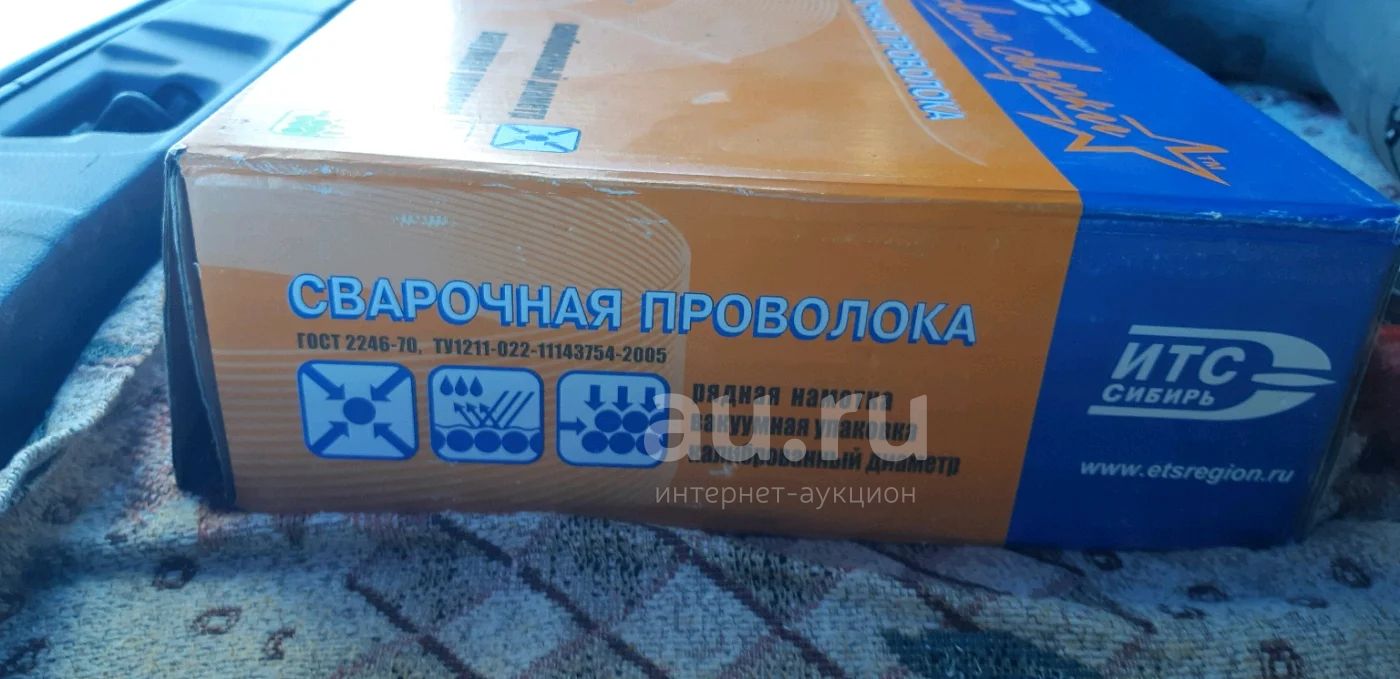 ПРОВОЛОКА
TM
СВАРОЧНАЯ ПРОВОЛОКА
ГОСТ 2246-70, ТУ1211-022-11143754-2005
рядная намотка
вакуумная упаковка
калиброванный диаметр
ИТС
СИБИРЬ
www.etsregion.ru
au.ru
интернет-аукцион